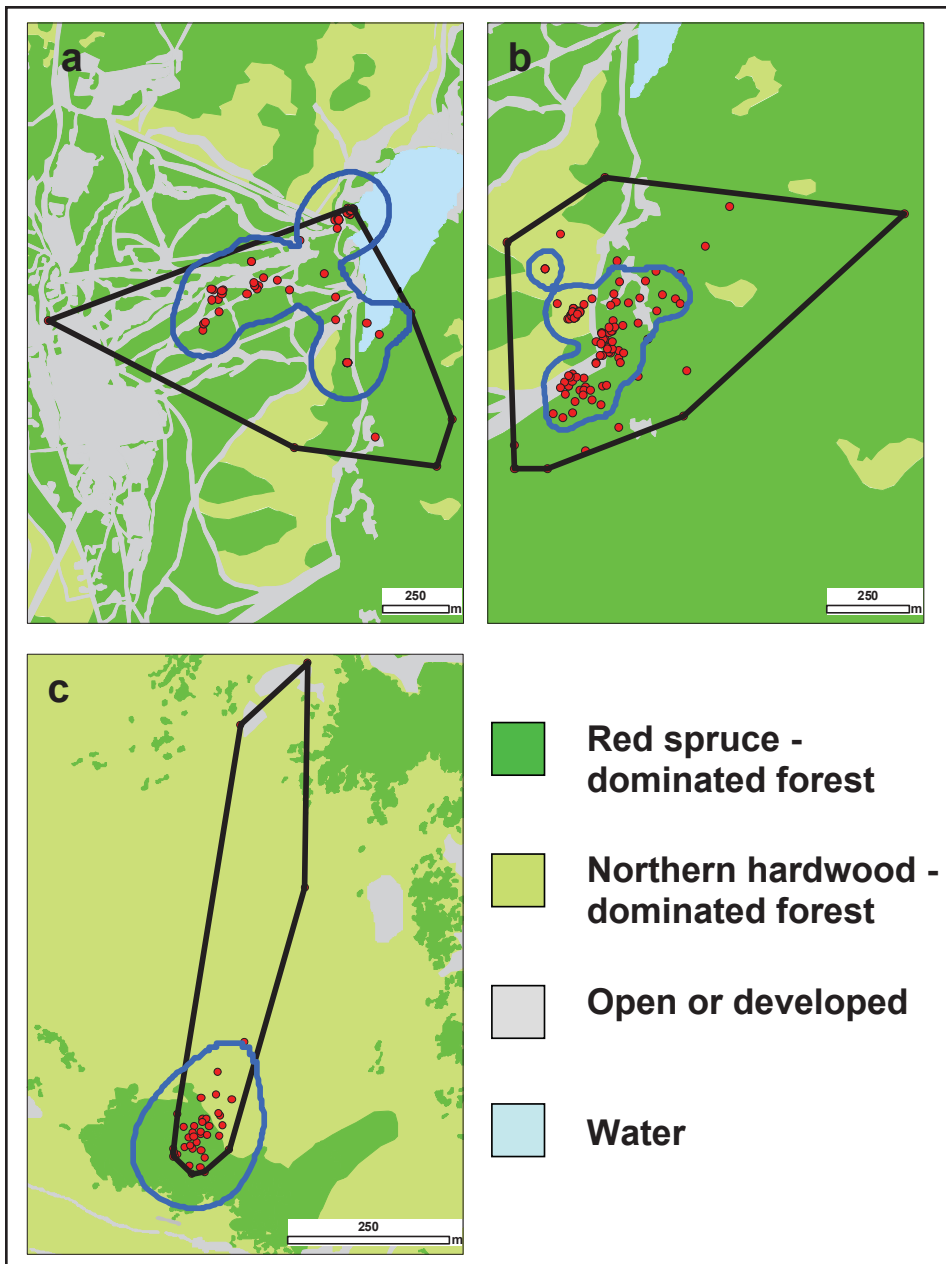 a
b
250
m
250
m
c
Red spruce -
dominated forest
Northern hardwood -
dominated forest
Open or developed
Water
250
m